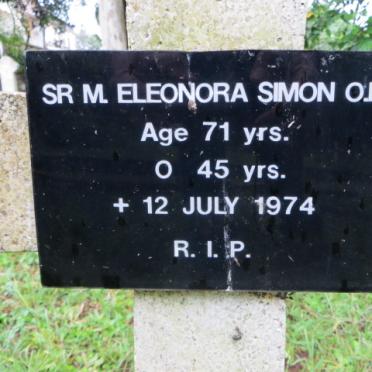 SR M. ELEONORA SIMON O.
Age 71 yrs.
O 45 yrs.
+ 12 JULY 1974
R. I. P.